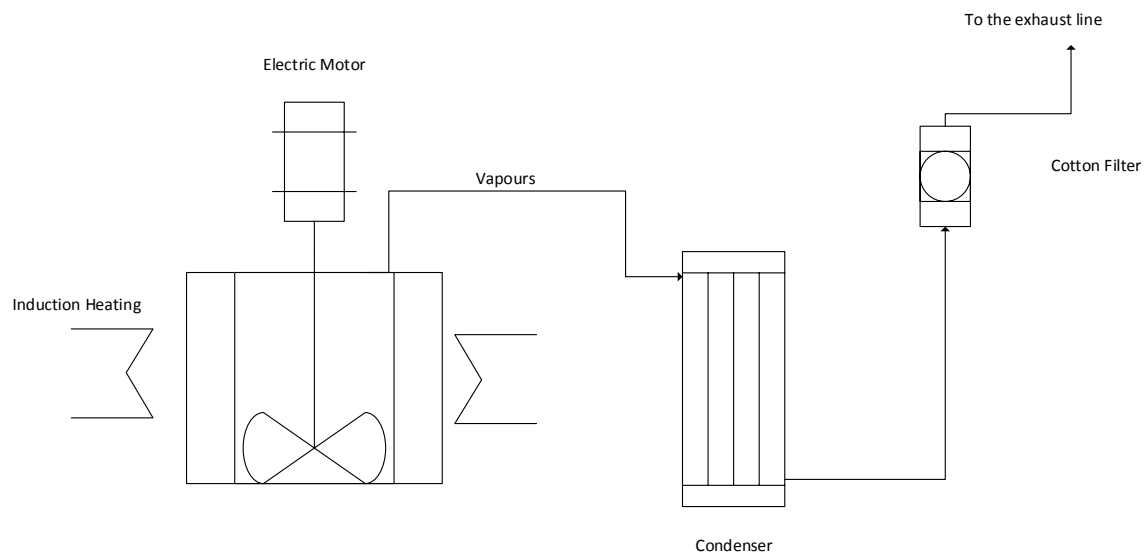 To the exhaust line
Electric Motor
Cotton Filter
Vapours
Induction Heating
Condenser